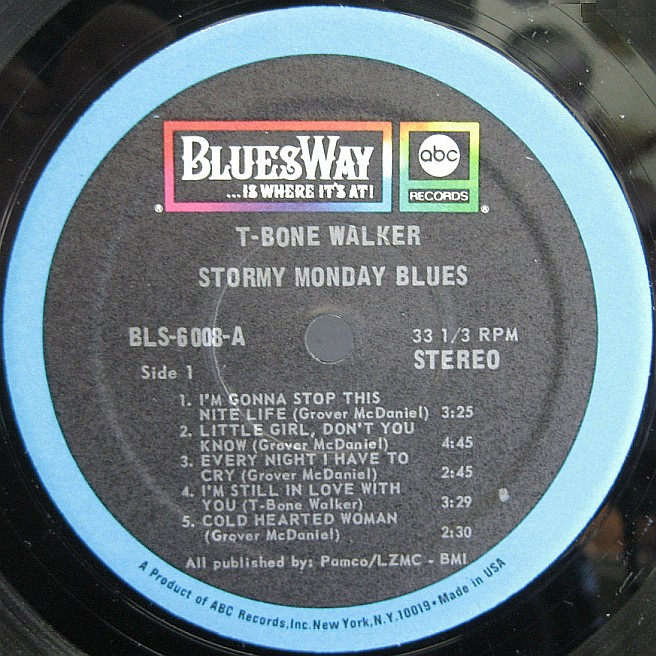 BLUESWAY
...IS WHERE IT'S AT!
abc
RECORDS
® ®
T-BONE WALKER
STORMY MONDAY BLUES
BLS-6008-A
33 1/3 RPM
Side 1
STEREO
1. I'M GONNA STOP THIS
NITE LIFE (Grover McDaniel) 3:25
2. LITTLE GIRL, DON'T YOU
KNOW (Grover McDaniel) 4:45
3. EVERY NIGHT I HAVE TO
CRY (Grover McDaniel) 2:45
4. I'M STILL IN LOVE WITH
YOU (T-Bone Walker) 3:29
5. COLD HEARTED WOMAN
(Grover McDaniel) 2:30
All published by: Pamco/LZMC - BMI
A Product of ABC Records, Inc. New York, N.Y. 10019 • Made in USA